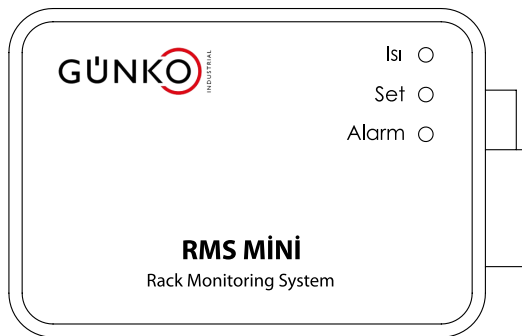 GÜNKO
INDUSTRIAL
Isı
Set
Alarm
RMS MİNİ
Rack Monitoring System